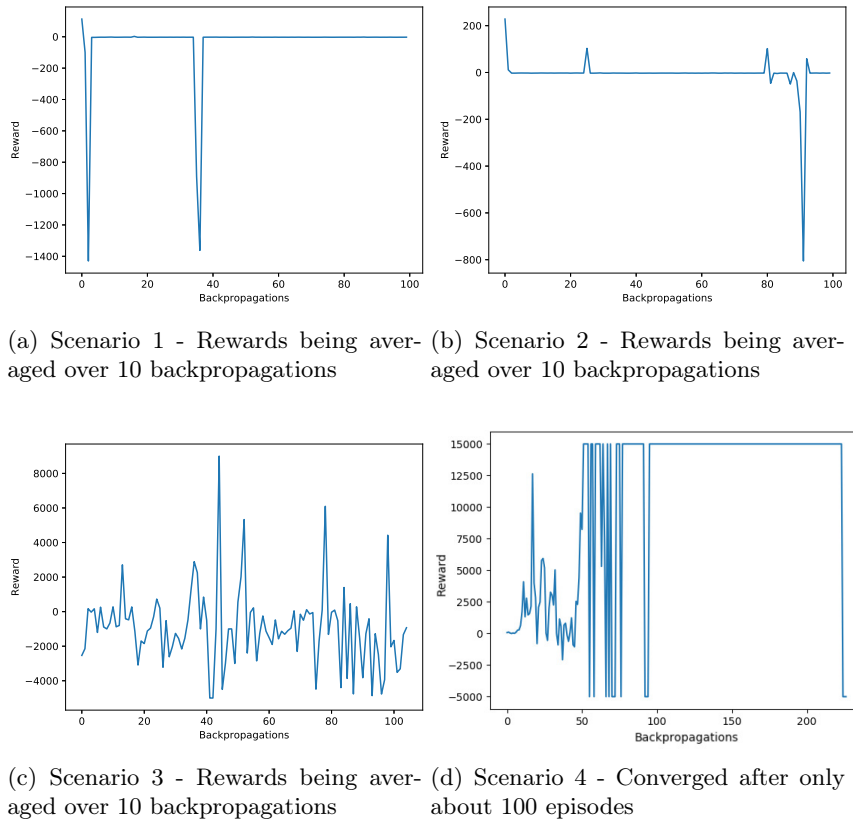 0
−200
−400
−600
−800
−1000
−1200
−1400
Reward
0 20 40 60 80 100
Backpropagations
200
0
−200
−400
−600
−800
Reward
0 20 40 60 80 100
Backpropagations
(a) Scenario 1 - Rewards being aver-
aged over 10 backpropagations
(b) Scenario 2 - Rewards being aver-
aged over 10 backpropagations
8000
6000
4000
2000
0
−2000
−4000
Reward
0 20 40 60 80 100
Backpropagations
15000
12500
10000
7500
5000
2500
0
−2500
−5000
Reward
0 50 100 150 200
Backpropagations
(c) Scenario 3 - Rewards being aver-
aged over 10 backpropagations
(d) Scenario 4 - Converged after only
about 100 episodes